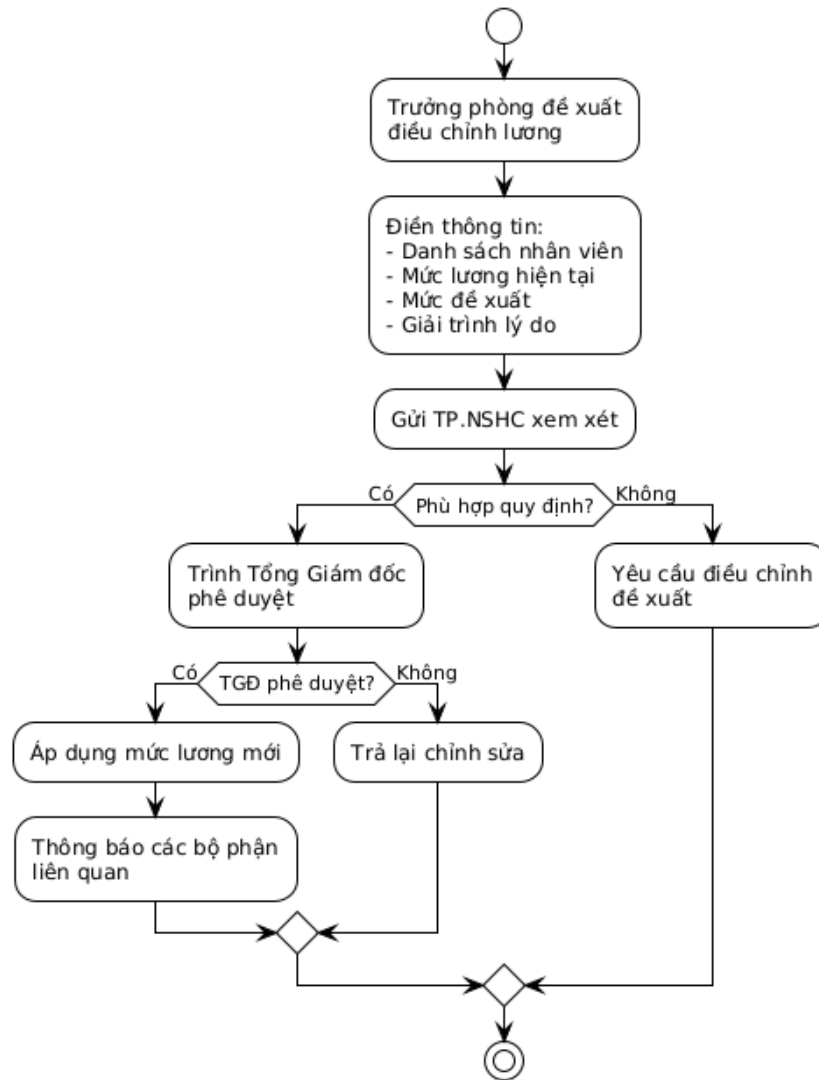 Trưởng phòng đề xuất
điều chỉnh lương
Điền thông tin:
- Danh sách nhân viên
- Mức lương hiện tại
- Mức đề xuất
- Giải trình lý do
Gửi TP.NSHC xem xét
Có
Phù hợp quy định?
Không
Trình Tổng Giám đốc
phê duyệt
Yêu cầu điều chỉnh
đề xuất
Có
TGĐ phê duyệt?
Không
Áp dụng mức lương mới
Trả lại chỉnh sửa
Thông báo các bộ phận
liên quan